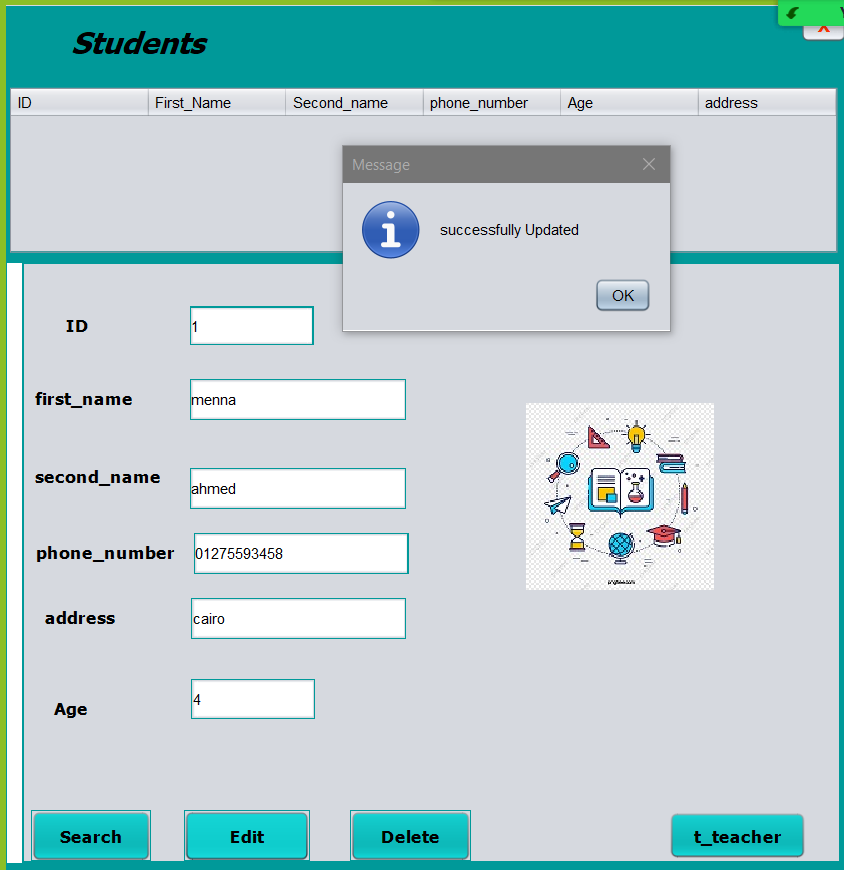 Students
X
ID First_Name Second_name phone_number Age address
Message
successfully Updated
OK
ID 1
first_name menna
second_name ahmed
phone_number 01275593458
address cairo
Age 4
Search Edit Delete t_teacher